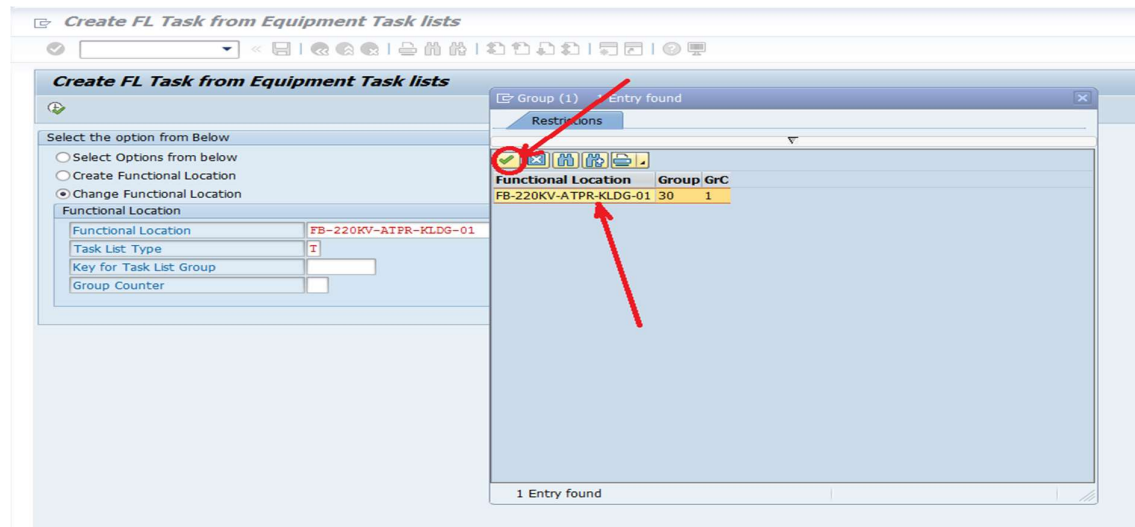 Create FL Task from Equipment Task lists
Create FL Task from Equipment Task lists
Select the option from Below
Select Options from below
Create Functional Location
Change Functional Location
Functional Location
Functional Location FB-220KV-ATPR-KLDG-01
Task List Type T
Key for Task List Group
Group Counter
Group (1) 1 Entry found
Restrictions
Functional Location Group GrC
FB-220KV-ATPR-KLDG-01 30 1
1 Entry found